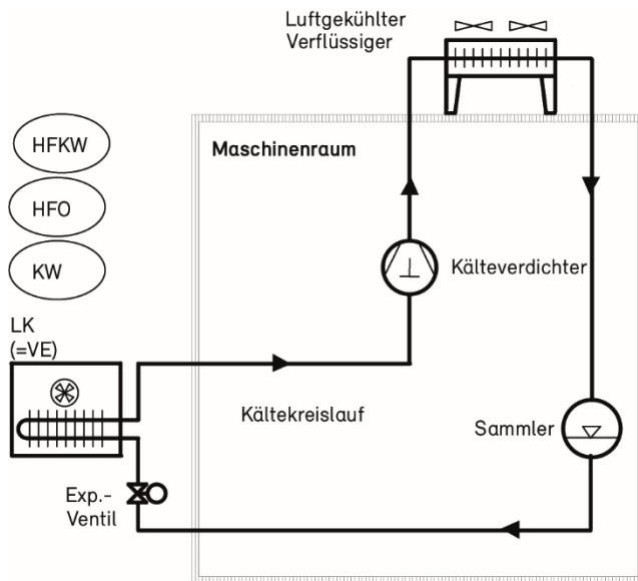 Luftgekühlter
Verflüssiger
HFKW
Maschinenraum
HFO
KW
Kälteverdichter
LK
(=VE)
Kältekreislauf
Sammler
Exp.-
Ventil